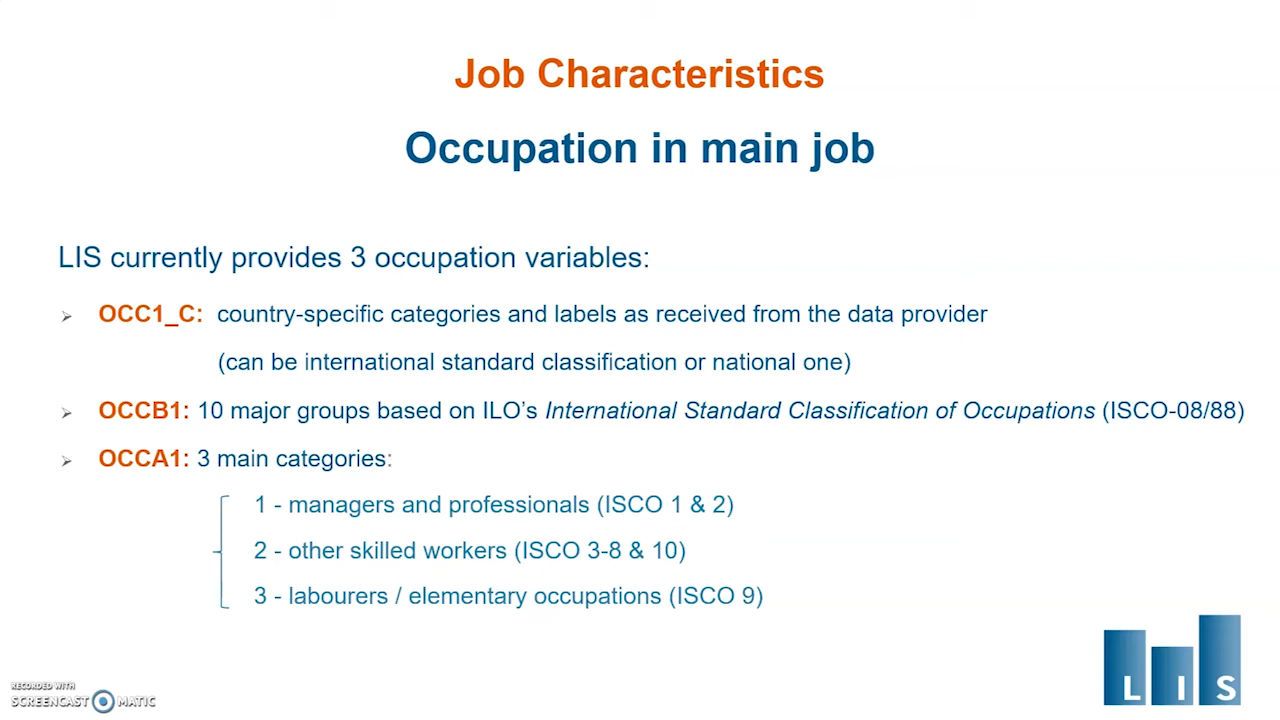 Job Characteristics
Occupation in main job
LIS currently provides 3 occupation variables:
➢ OCC1_C: country-specific categories and labels as received from the data provider
(can be international standard classification or national one)
➢ OCCB1: 10 major groups based on ILO’s International Standard Classification of Occupations (ISCO-08/88)
➢ OCCA1: 3 main categories:
1 - managers and professionals (ISCO 1 & 2)
2 - other skilled workers (ISCO 3-8 & 10)
3 - labourers / elementary occupations (ISCO 9)
LIS
RECORDED WITH
SCREENCAST MATIC